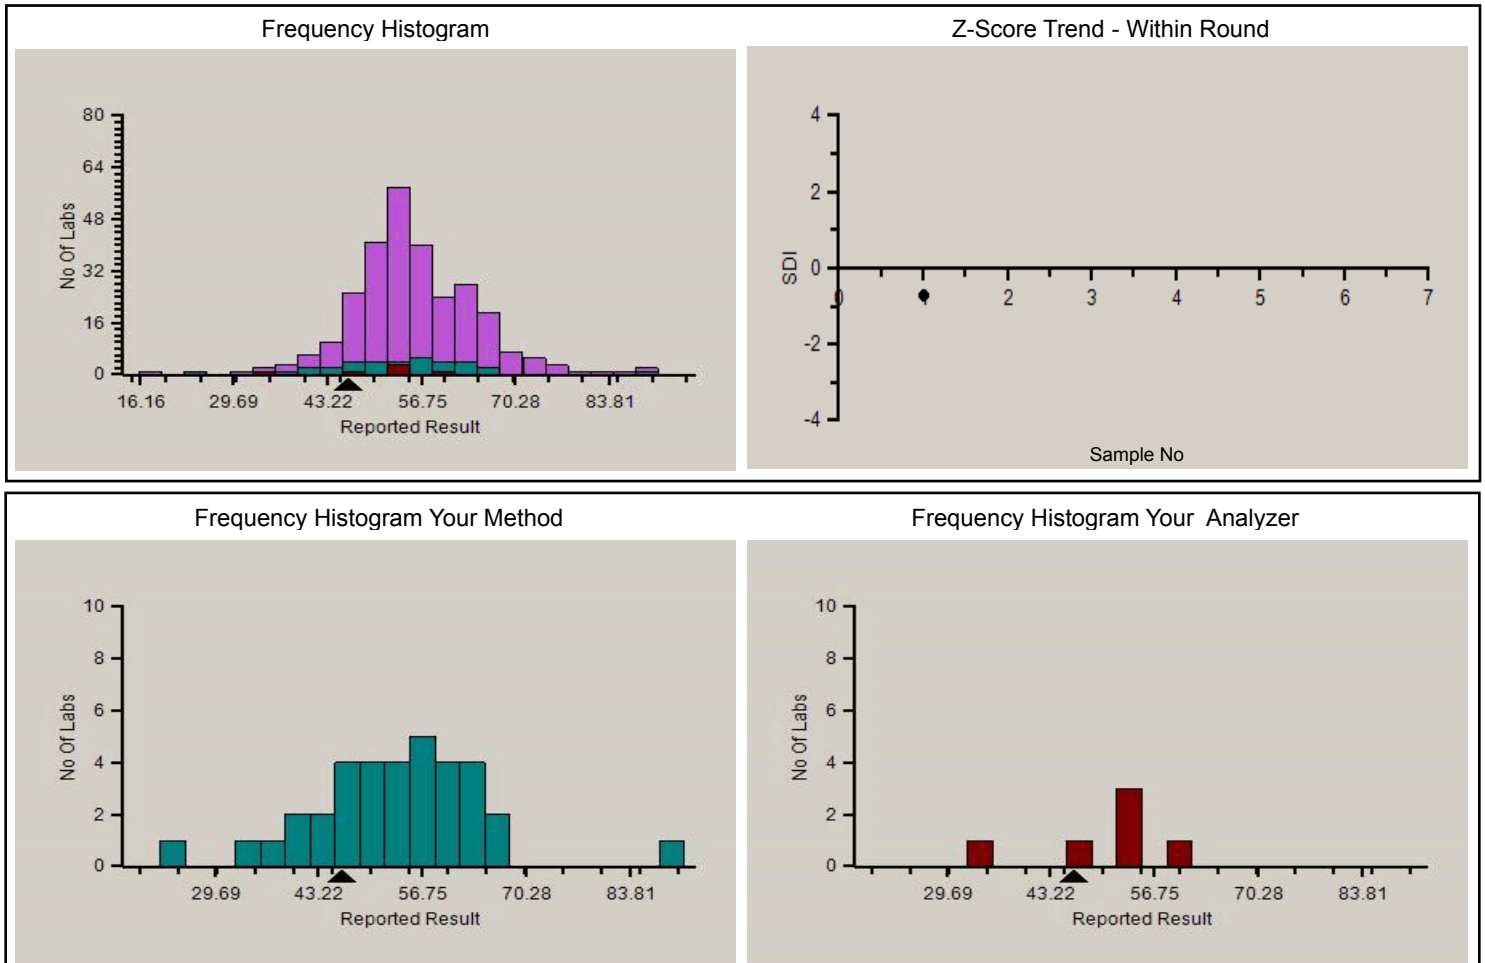 Frequency Histogram
80
64
48
32
16
0
No Of Labs
16.16 29.69 43.22 56.75 70.28 83.81
Reported Result
Z-Score Trend - Within Round
4
2
0
-2
-4
SDI
0 1 2 3 4 5 6 7
Sample No
Frequency Histogram Your Method
10
8
6
4
2
0
No Of Labs
29.69 43.22 56.75 70.28 83.81
Reported Result
Frequency Histogram Your Analyzer
10
8
6
4
2
0
No Of Labs
29.69 43.22 56.75 70.28 83.81
Reported Result